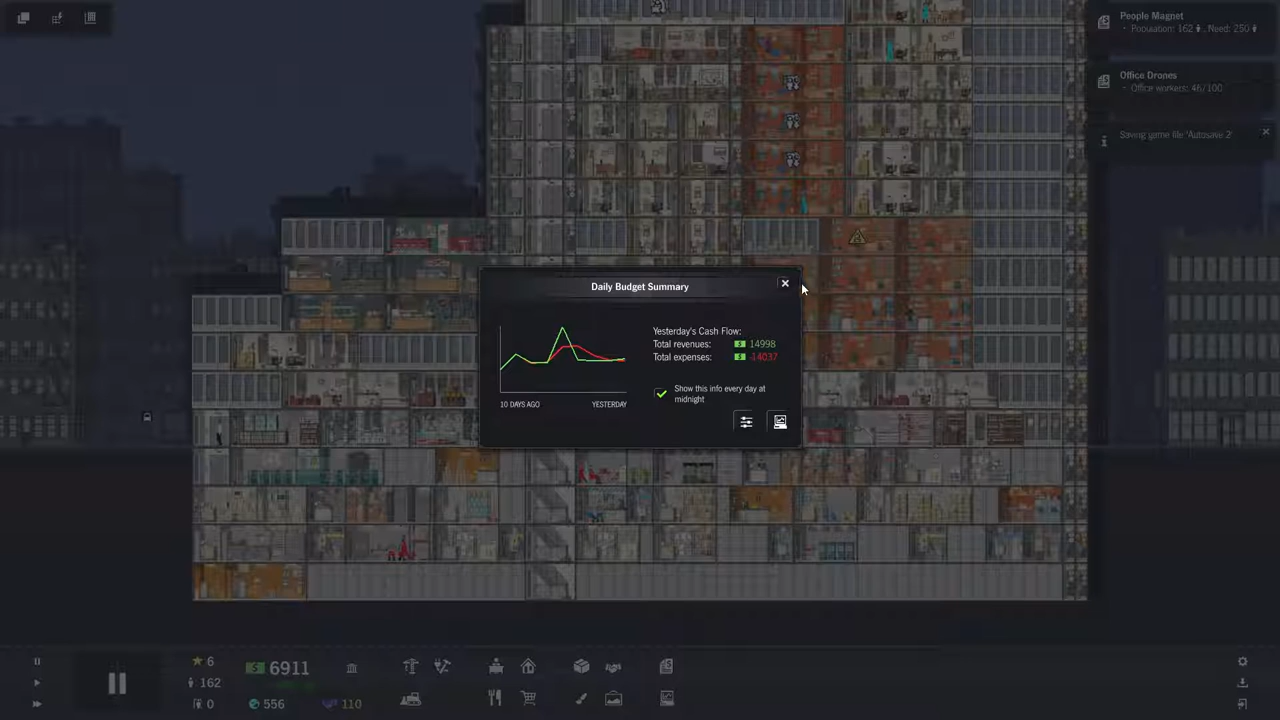 People Magnet
- Population: 162, Need: 250
Office Drones
- Office workers: 46/100
Saving game file 'Autosave 2'
Daily Budget Summary
Yesterday's Cash Flow:
Total revenues: 14998
Total expenses: -14037
Show this info every day at
midnight
10 DAYS AGO YESTERDAY
6
6911
162
0
556
110